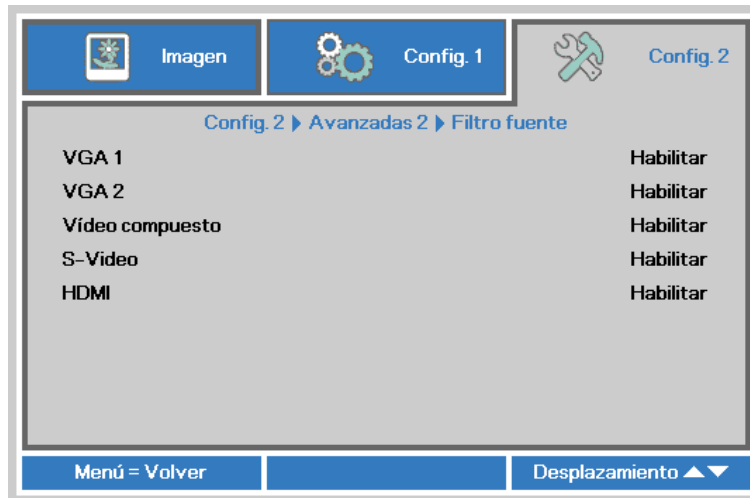 Imagen
Config. 1
Config. 2
Config. 2 ▶ Avanzadas 2 ▶ Filtro fuente
VGA 1 Habilitar
VGA 2 Habilitar
Vídeo compuesto Habilitar
S-Video Habilitar
HDMI Habilitar
Menú = Volver
Desplazamiento ▲▼